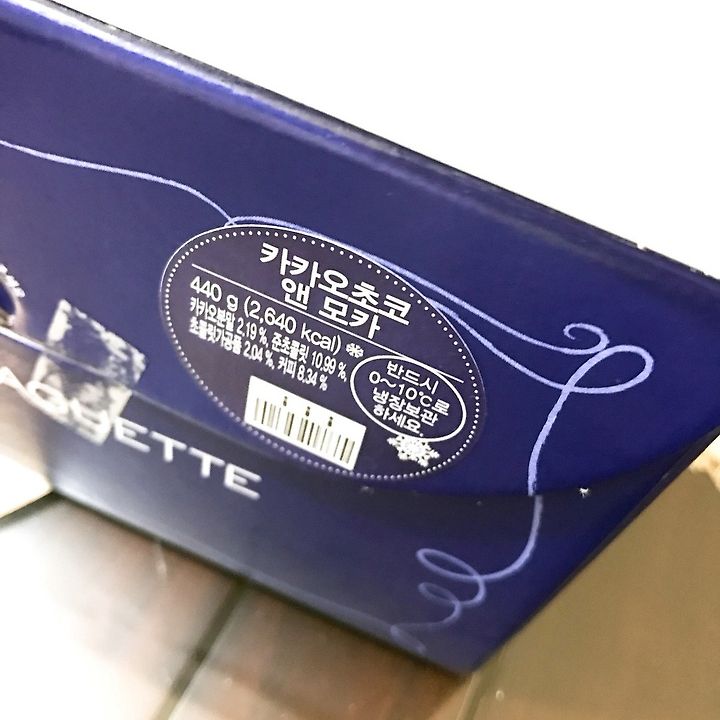 카카오초코
앤 모카
440 g (2,640 kcal)
카카오분말 2.19 %, 준초콜릿 10.99 %,
초콜릿가공품 2.04 %, 커피 8.34 %
반드시
0~10℃로
냉장보관
하세요.
AGUETTE